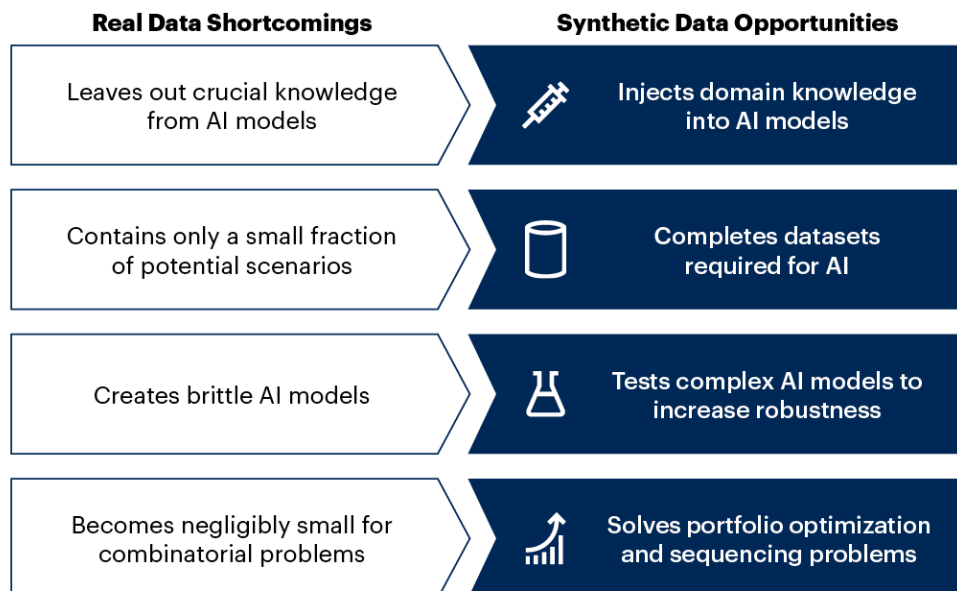 Real Data Shortcomings
Synthetic Data Opportunities
Leaves out crucial knowledge
from AI models
Injects domain knowledge
into AI models
Contains only a small fraction
of potential scenarios
Completes datasets
required for AI
Creates brittle AI models
Tests complex AI models to
increase robustness
Becomes negligibly small for
combinatorial problems
Solves portfolio optimization
and sequencing problems